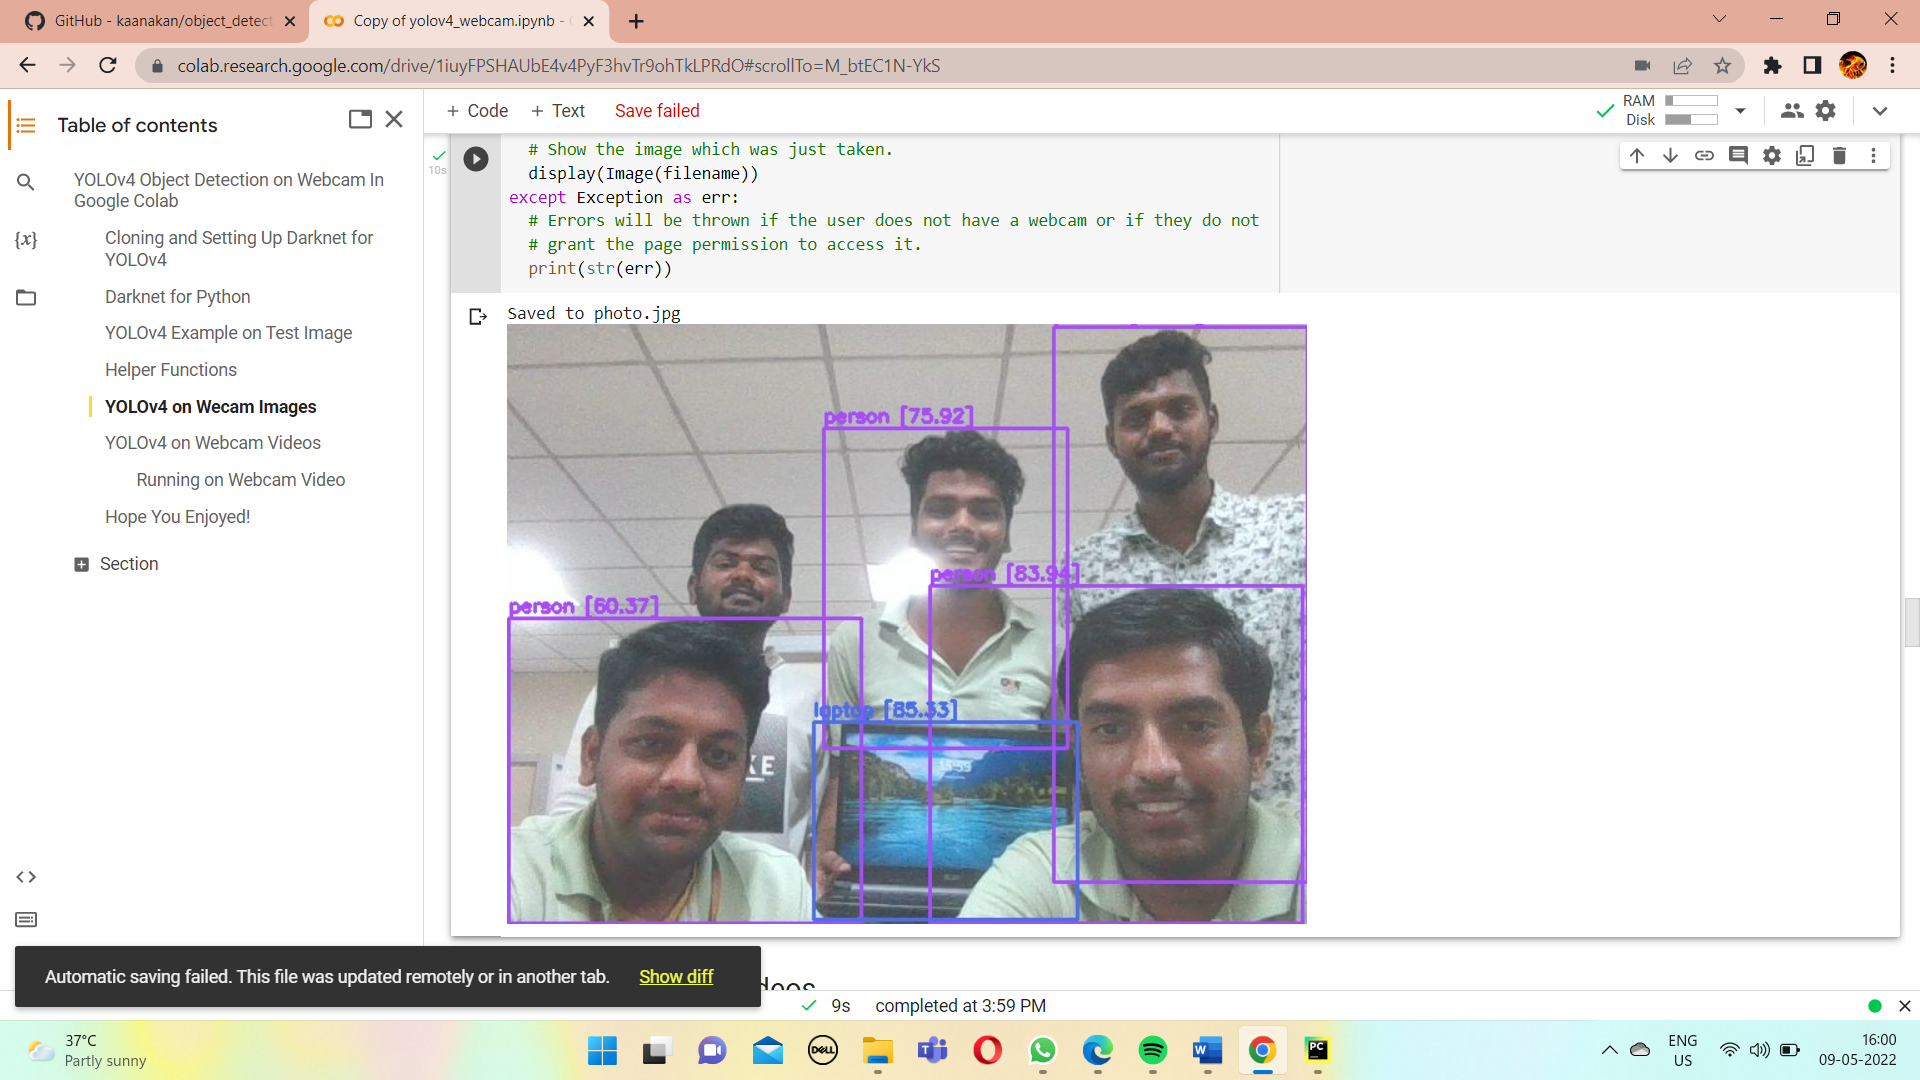 GitHub - kaanakan/object_detect
Copy of yolov4_webcam.ipynb -
colab.research.google.com/drive/1iuyFPSHAUbE4v4PyF3hvTr9ohTkLPRdO#scrollTo=M_btEC1N-YkS
Table of contents
+ Code + Text Save failed
RAM
Disk
YOLOv4 Object Detection on Webcam In
Google Colab
Cloning and Setting Up Darknet for
YOLOv4
Darknet for Python
YOLOv4 Example on Test Image
Helper Functions
YOLOv4 on Wecam Images
YOLOv4 on Webcam Videos
Running on Webcam Video
Hope You Enjoyed!
Section
{x}
10s
# Show the image which was just taken.
display(Image(filename))
except Exception as err:
# Errors will be thrown if the user does not have a webcam or if they do not
# grant the page permission to access it.
print(str(err))
Saved to photo.jpg
person [75.92]
person [83.94]
person [60.37]
laptop [85.33]
KE
15:59
Automatic saving failed. This file was updated remotely or in another tab. Show diff
9s completed at 3:59 PM
37°C
Partly sunny
DELL
W
PC
ENG
US
16:00
09-05-2022